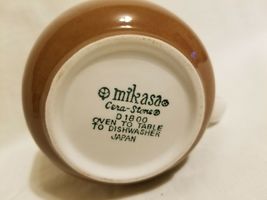 mikasa®
Cera-Stone®
D1800
OVEN TO TABLE
TO DISHWASHER
JAPAN